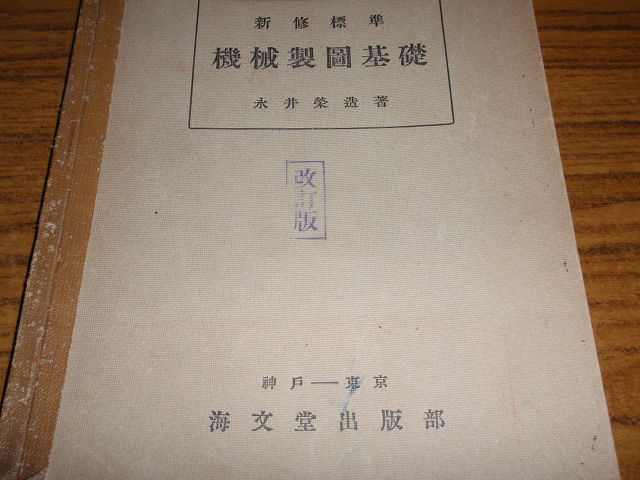 新修標準
機械製圖基礎
永井榮造著
改訂版
神戸―東京
海文堂出版部